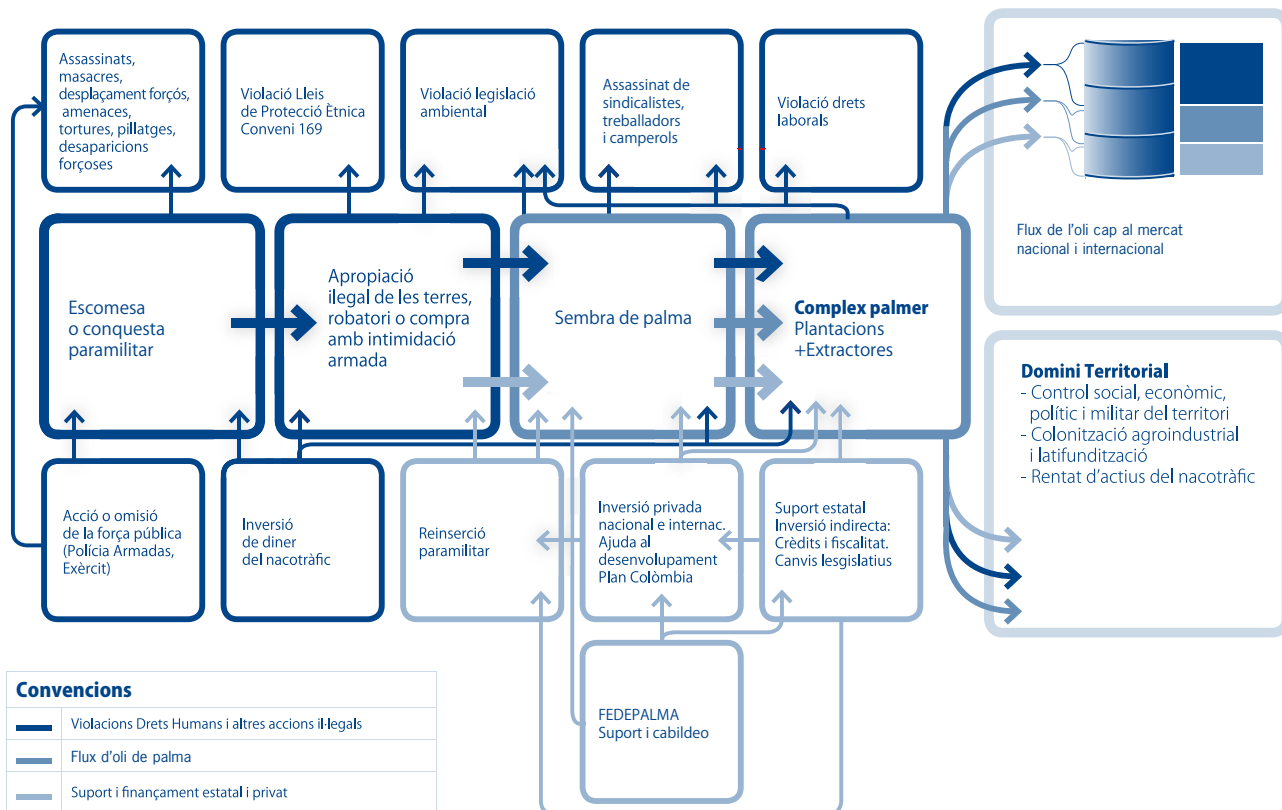 Assassinats,
masacres,
desplaçament forçós,
amenaces,
tortures, pillatges,
desaparicions
forçoses
Violació Lleis
de Protecció Ètnica
Conveni 169
Violació legislació
ambiental
Assassinat de
sindicalistes,
treballadors
i camperols
Violació drets
laborals
Flux de l'oli cap al mercat
nacional i internacional
Escomesa
o conquesta
paramilitar
Apropiació
ilegal de les terres,
robatori o compra
amb intimidació
armada
Sembra de palma
Complex palmer
Plantacions
+Extractores
Domini Territorial
- Control social, econòmic,
polític i militar del territori
- Colonització agroindustrial
i latifundització
- Rentat d'actius del nacotràfic
Acció o omisió
de la força pública
(Polícia Armadas,
Exèrcit)
Inversió
de diner
del nacotràfic
Reinserció
paramilitar
Inversió privada
nacional e internac.
Ajuda al
desenvolupament
Plan Colòmbia
Suport estatal
Inversió indirecta:
Crèdits i fiscalitat.
Canvis lesgislatius
FEDEPALMA
Suport i cabildeo
Convencions
Violacions Drets Humans i altres accions il·legals
Flux d'oli de palma
Suport i finançament estatal i privat